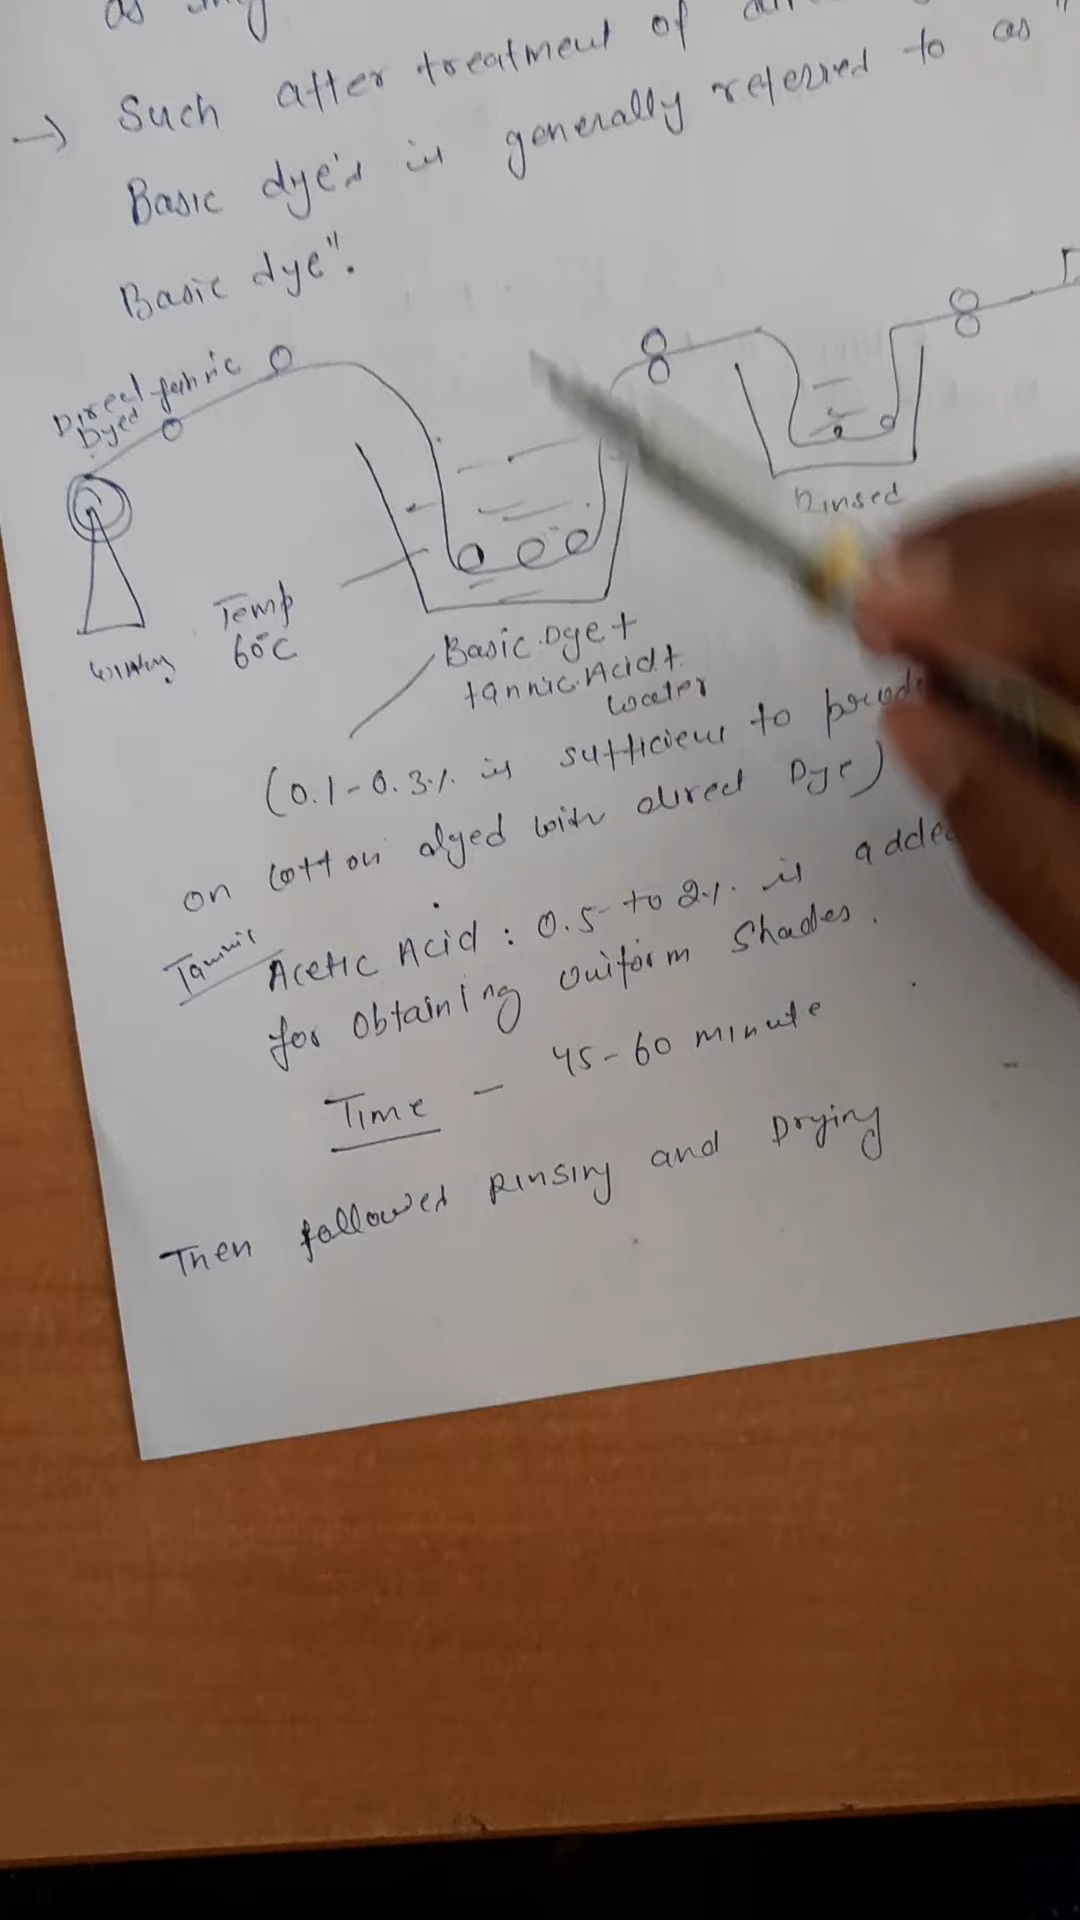 as
→ Such after treatment of
Basic dye's is generally referred to as "
Basic dye".
Direct fabric
Dyed
Rinsed
Temp
60°C
Basic Dye +
tannic Acid +
water
(0.1-0.3% is sufficient to
on cotton dyed with direct Dye)
Tannic
Acetic Acid : 0.5 to 2% is added
for obtaining uniform shades.
Time - 45-60 minute
Then followed Rinsing and Drying